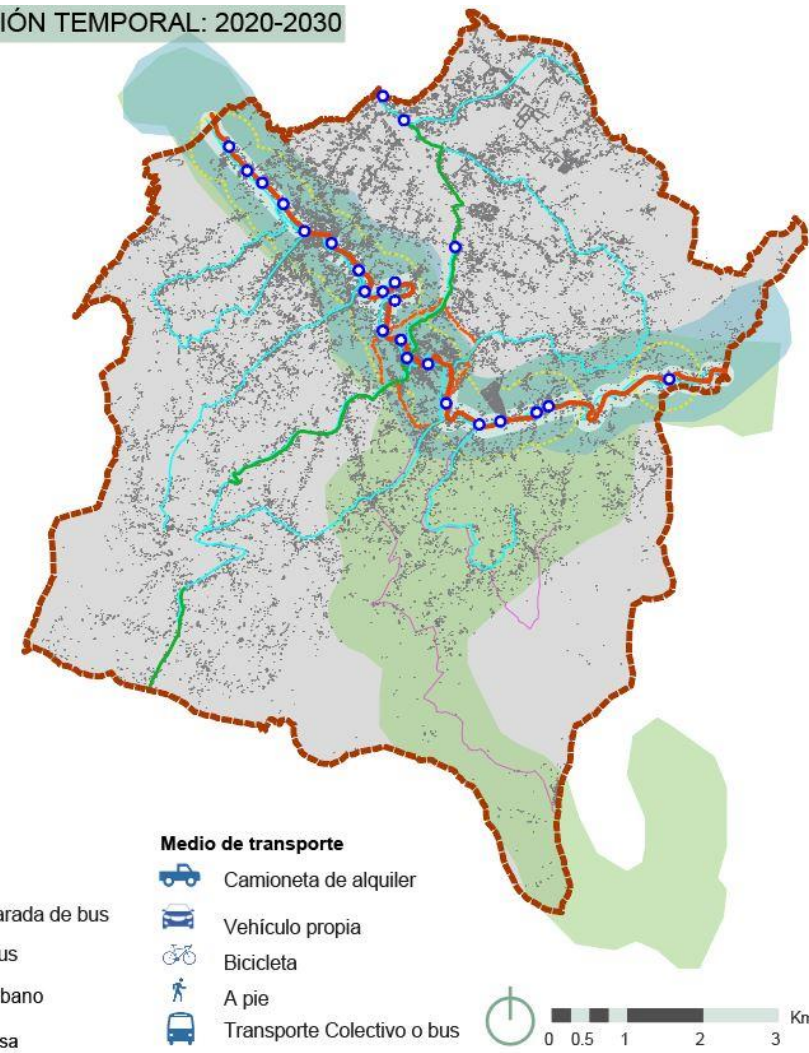 IÓN TEMPORAL: 2020-2030
Medio de transporte
Camioneta de alquiler
arada de bus
Vehículo propia
us
Bicicleta
bano
A pie
sa
Transporte Colectivo o bus
Km
0 0.5 1 2 3